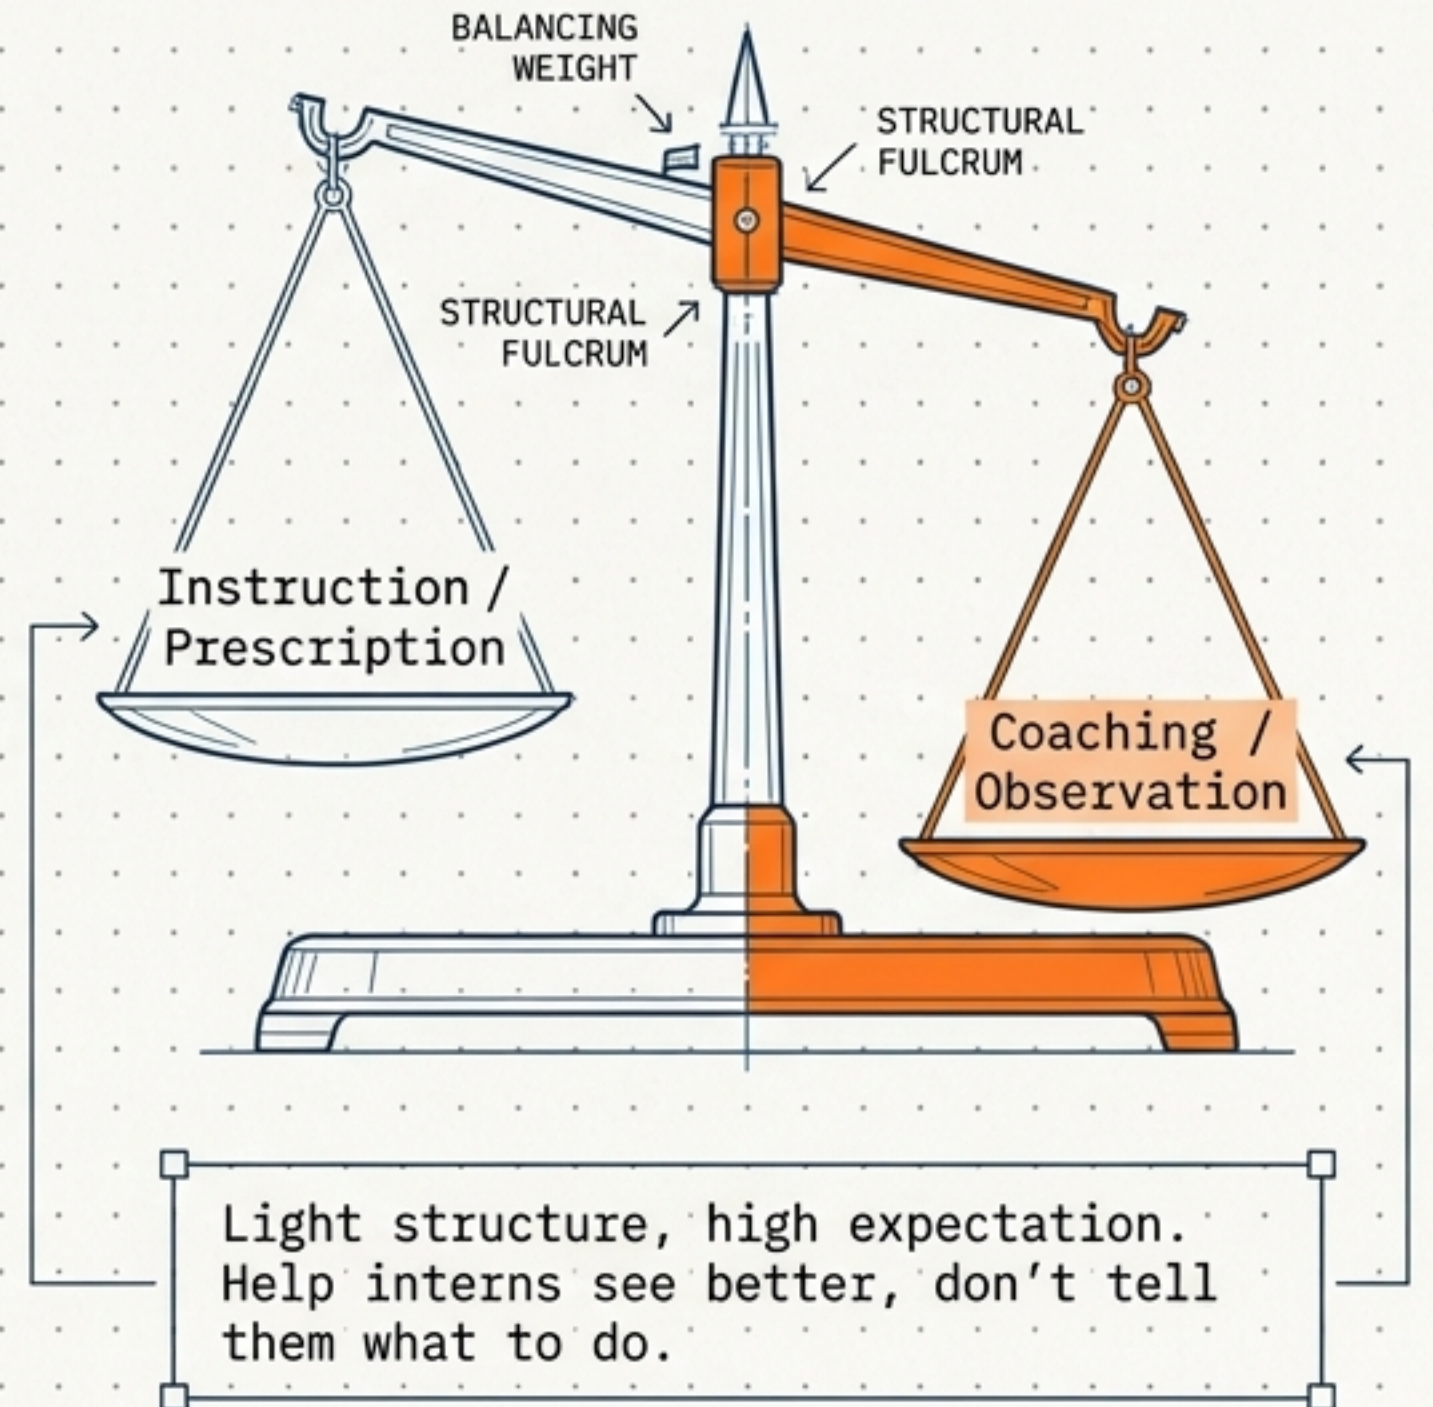 BALANCING
WEIGHT
STRUCTURAL
FULCRUM
STRUCTURAL
FULCRUM
Instruction /
Prescription
Coaching /
Observation
Light structure, high expectation.
Help interns see better, don’t tell
them what to do.